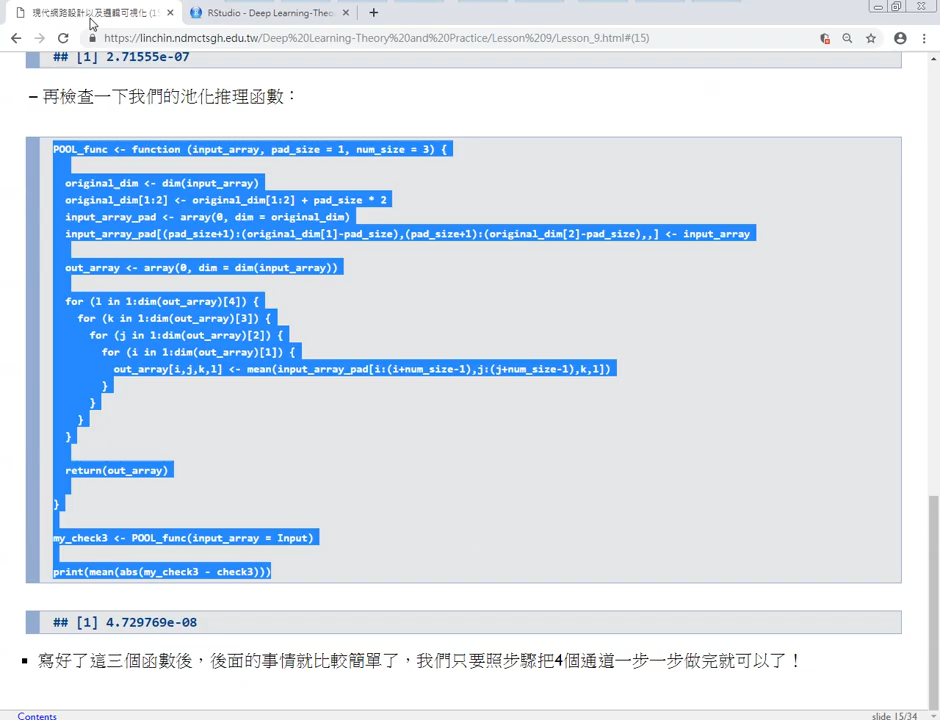 現代網路設計以及邏輯可視化 (15
RStudio - Deep Learning-Theo
https://linchin.ndmctsgh.edu.tw/Deep%20Learning-Theory%20and%20Practice/Lesson%209/Lesson_9.html#(15)
## [1] 2.71555e-07
– 再檢查一下我們的池化推理函數：
POOL_func <- function (input_array, pad_size = 1, num_size = 3) {
original_dim <- dim(input_array)
original_dim[1:2] <- original_dim[1:2] + pad_size * 2
input_array_pad <- array(0, dim = original_dim)
input_array_pad[(pad_size+1):(original_dim[1]-pad_size),(pad_size+1):(original_dim[2]-pad_size),,] <- input_array
out_array <- array(0, dim = dim(input_array))
for (l in 1:dim(out_array)[4]) {
for (k in 1:dim(out_array)[3]) {
for (j in 1:dim(out_array)[2]) {
for (i in 1:dim(out_array)[1]) {
out_array[i,j,k,l] <- mean(input_array_pad[i:(i+num_size-1),j:(j+num_size-1),k,l])
}
}
}
}
return(out_array)
}
my_check3 <- POOL_func(input_array = Input)
print(mean(abs(my_check3 - check3)))
## [1] 4.729769e-08
▪ 寫好了這三個函數後，後面的事情就比較簡單了，我們只要照步驟把4個通道一步一步做完就可以了！
Contents
slide 15/34